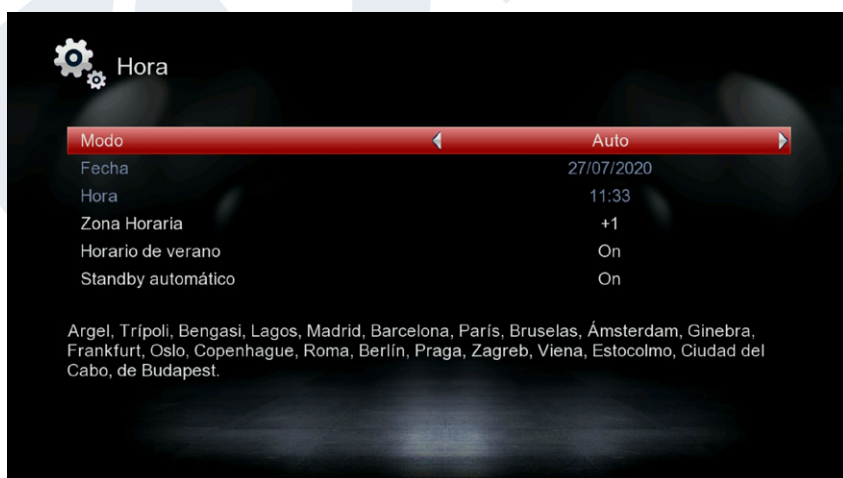 Hora
Modo Auto
Fecha 27/07/2020
Hora 11:33
Zona Horaria +1
Horario de verano On
Standby automático On
Argel, Trípoli, Bengasi, Lagos, Madrid, Barcelona, París, Bruselas, Ámsterdam, Ginebra,
Frankfurt, Oslo, Copenhague, Roma, Berlín, Praga, Zagreb, Viena, Estocolmo, Ciudad del
Cabo, de Budapest.